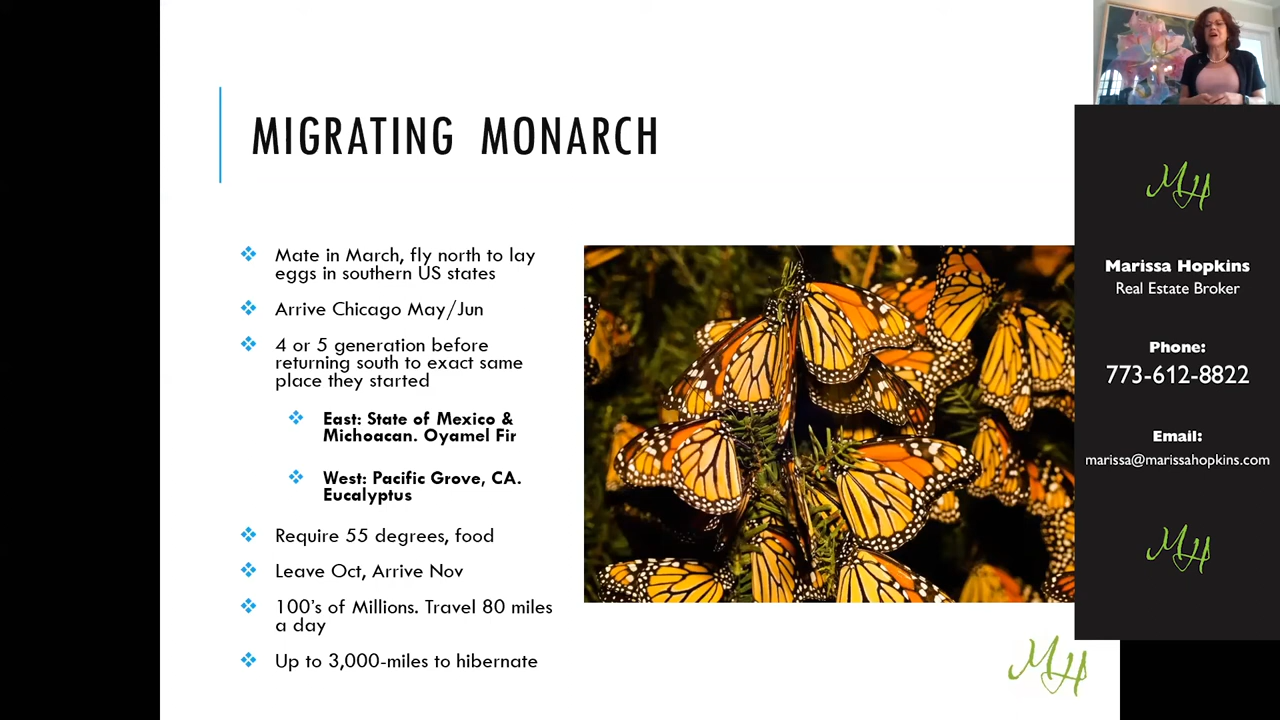 MIGRATING MONARCH
❖ Mate in March, fly north to lay
eggs in southern US states
❖ Arrive Chicago May/Jun
❖ 4 or 5 generation before
returning south to exact same
place they started
❖ East: State of Mexico &
Michoacan. Oyamel Fir
❖ West: Pacific Grove, CA.
Eucalyptus
❖ Require 55 degrees, food
❖ Leave Oct, Arrive Nov
❖ 100's of Millions. Travel 80 miles
a day
❖ Up to 3,000-miles to hibernate
MH
MH
Marissa Hopkins
Real Estate Broker
Phone:
773-612-8822
Email:
marissa@marissahopkins.com
MH